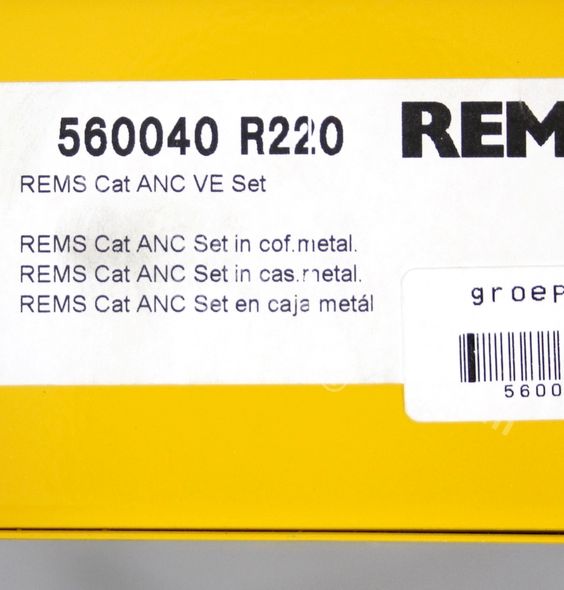 560040 R220
REM
REMS Cat ANC VE Set
REMS Cat ANC Set in cof.metal.
REMS Cat ANC Set in cas.metal.
REMS Cat ANC Set en caja metál
groep
5600